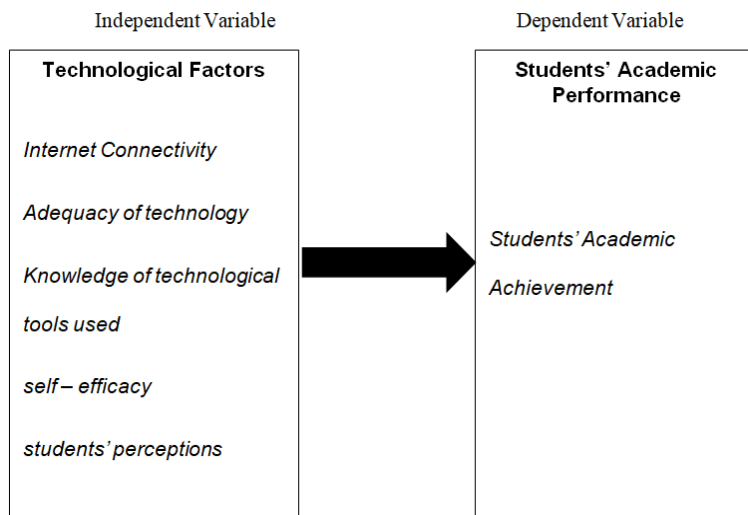 Independent Variable
Dependent Variable
Technological Factors
Internet Connectivity
Adequacy of technology
Knowledge of technological
tools used
self – efficacy
students’ perceptions
Students’ Academic
Performance
Students’ Academic
Achievement